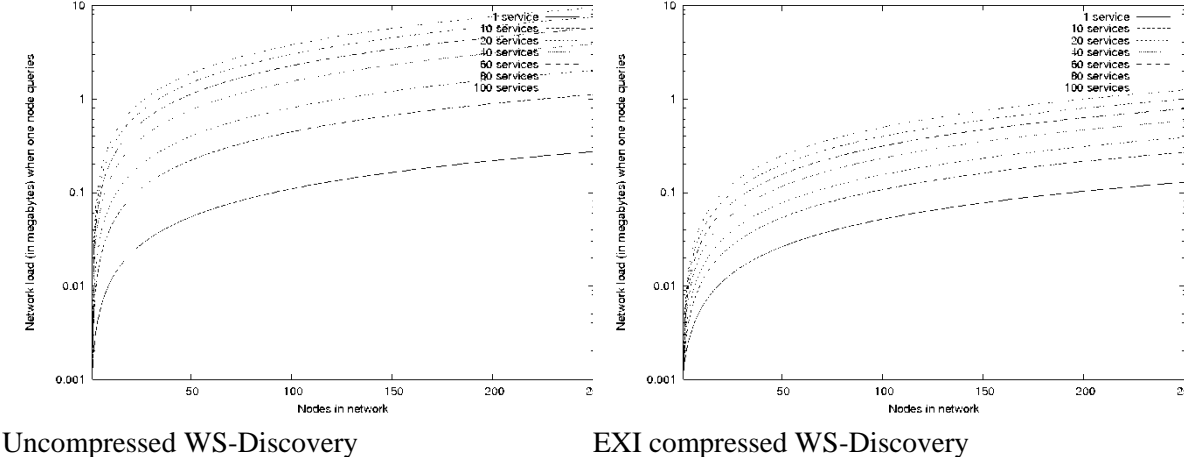 10
1
0.1
0.01
0.001
Network load (in megabytes) when one node queries
50
100
150
200
Nodes in network
1 service
10 services
20 services
40 services
60 services
80 services
100 services
10
1
0.1
0.01
0.001
Network load (in megabytes) when one node queries
50
100
150
200
Nodes in network
1 service
10 services
20 services
40 services
60 services
80 services
100 services
Uncompressed WS-Discovery
EXI compressed WS-Discovery